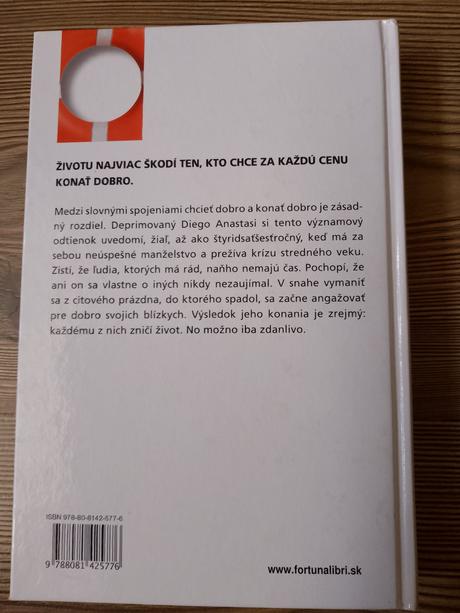 ŽIVOTU NAJVIAC ŠKODÍ TEN, KTO CHCE ZA KAŽDÚ CENU
KONAŤ DOBRO.
Medzi slovnými spojeniami chcieť dobro a konať dobro je zásad-
ný rozdiel. Deprimovaný Diego Anastasi si tento významový
odtienok uvedomí, žiaľ, až ako štyridsaťšesťročný, keď má za
sebou neúspešné manželstvo a prežíva krízu stredného veku.
Zistí, že ľudia, ktorých má rád, naňho nemajú čas. Pochopí, že
ani on sa vlastne o iných nikdy nezaujímal. V snahe vymaniť
sa z citového prázdna, do ktorého spadol, sa začne angažovať
pre dobro svojich blízkych. Výsledok jeho konania je zrejmý:
každému z nich zničí život. No možno iba zdanlivo.
ISBN 978-80-8142-577-6
9 788081 425776
www.fortunalibri.sk